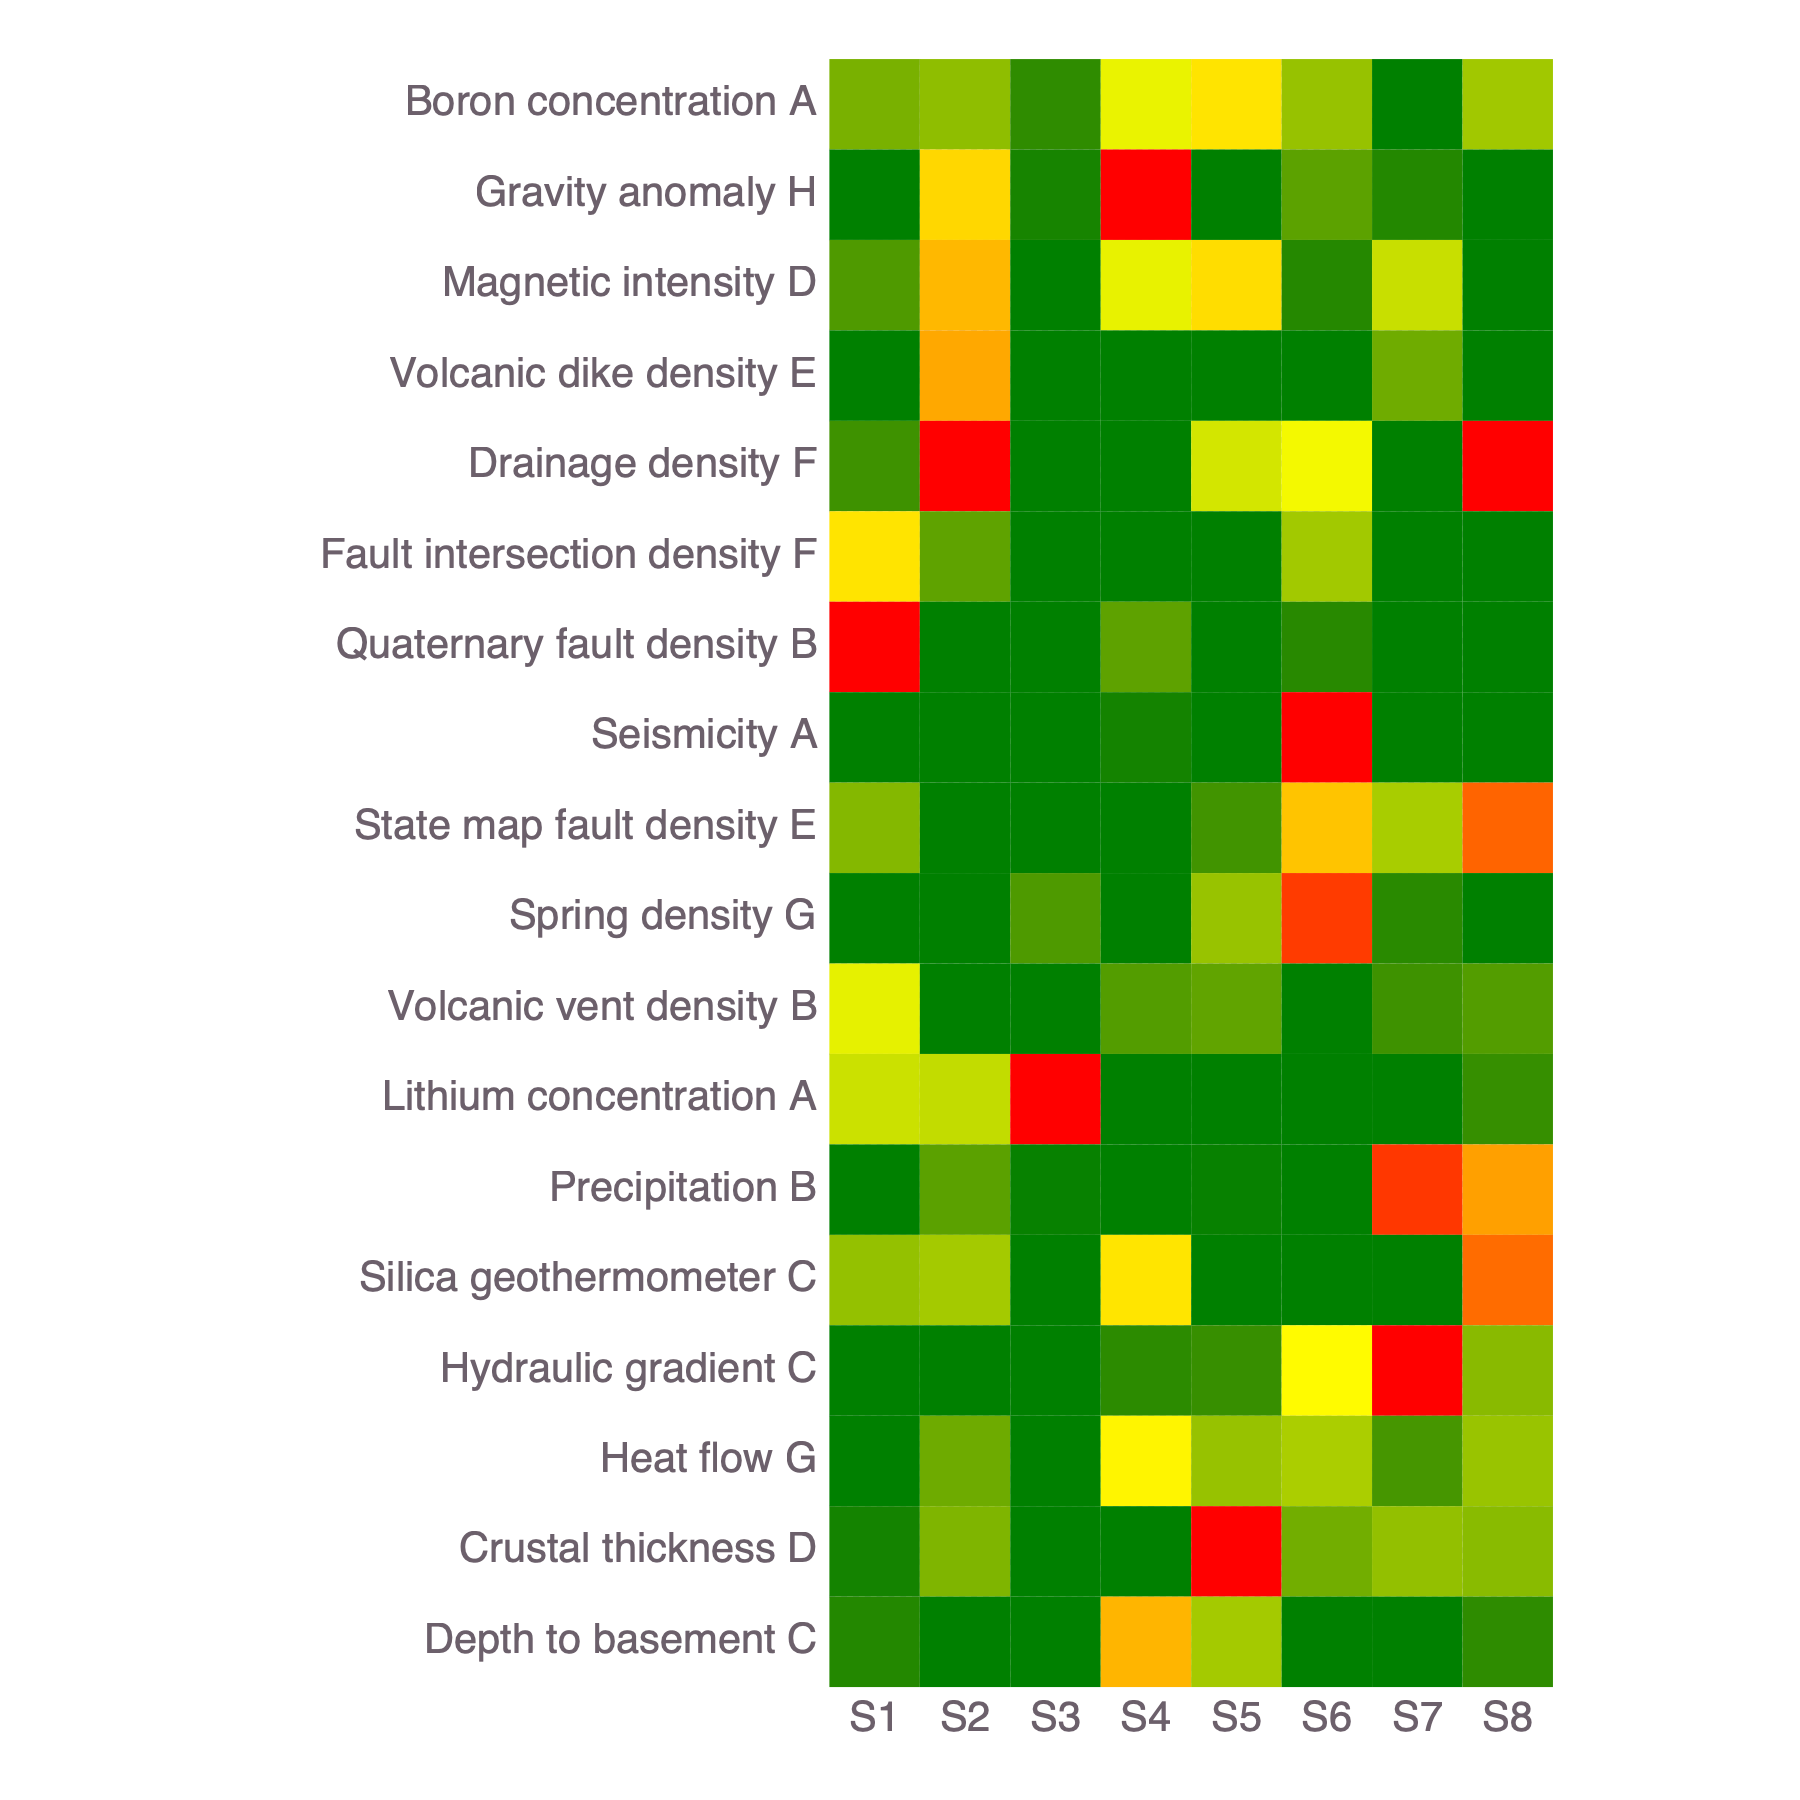 Boron concentration A
Gravity anomaly H
Magnetic intensity D
Volcanic dike density E
Drainage density F
Fault intersection density F
Quaternary fault density B
Seismicity A
State map fault density E
Spring density G
Volcanic vent density B
Lithium concentration A
Precipitation B
Silica geothermometer C
Hydraulic gradient C
Heat flow G
Crustal thickness D
Depth to basement C
S1 S2 S3 S4 S5 S6 S7 S8